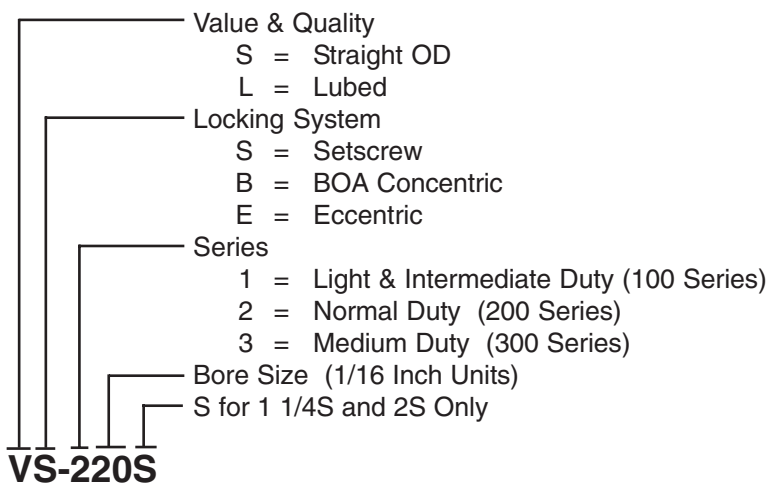 Value & Quality
S = Straight OD
L = Lubed
Locking System
S = Setscrew
B = BOA Concentric
E = Eccentric
Series
1 = Light & Intermediate Duty (100 Series)
2 = Normal Duty (200 Series)
3 = Medium Duty (300 Series)
Bore Size (1/16 Inch Units)
S for 1 1/4S and 2S Only
VS-220S